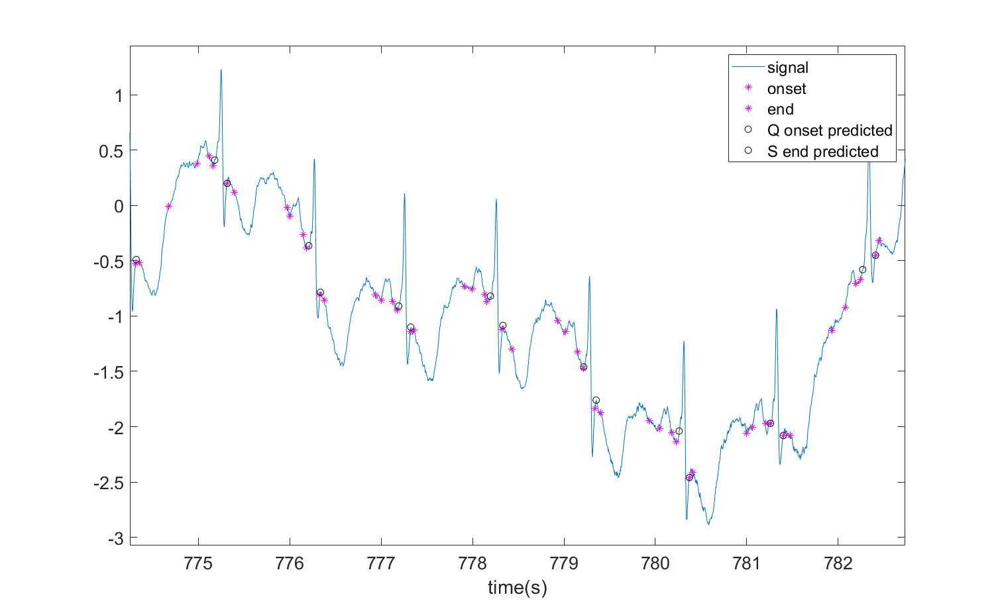 signal
onset
end
Q onset predicted
S end predicted
1
0.5
0
-0.5
-1
-1.5
-2
-2.5
-3
775 776 777 778 779 780 781 782
time(s)